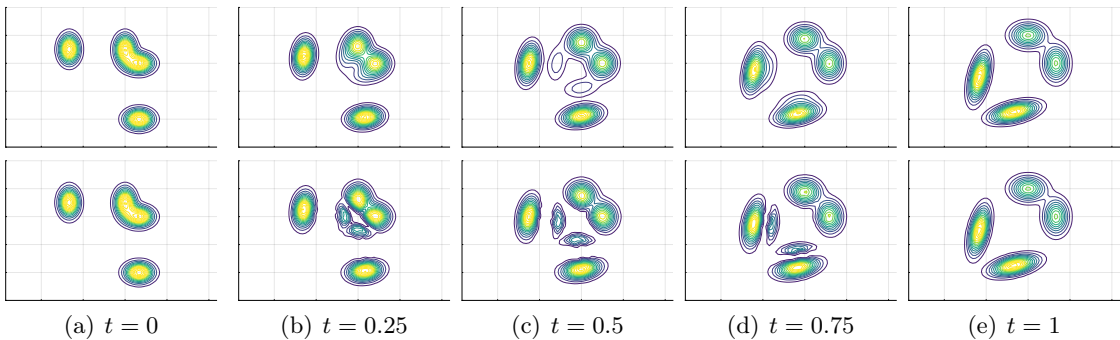 (a) t = 0 (b) t = 0.25 (c) t = 0.5 (d) t = 0.75 (e) t = 1